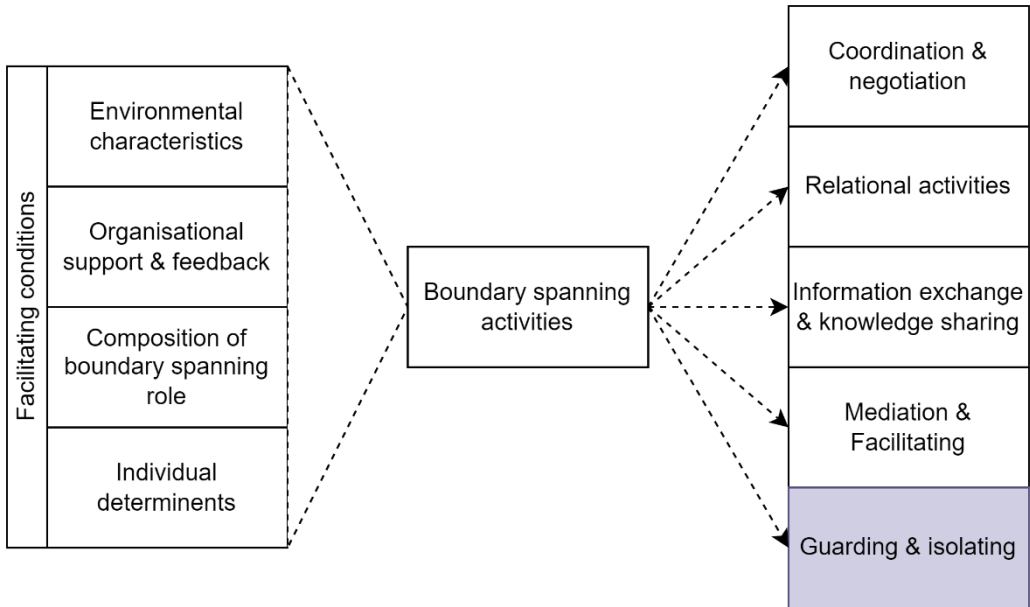 Facilitating conditions
Environmental
characteristics
Organisational
support & feedback
Composition of
boundary spanning
role
Individual
determinents
Boundary spanning
activities
Coordination &
negotiation
Relational activities
Information exchange
& knowledge sharing
Mediation &
Facilitating
Guarding & isolating